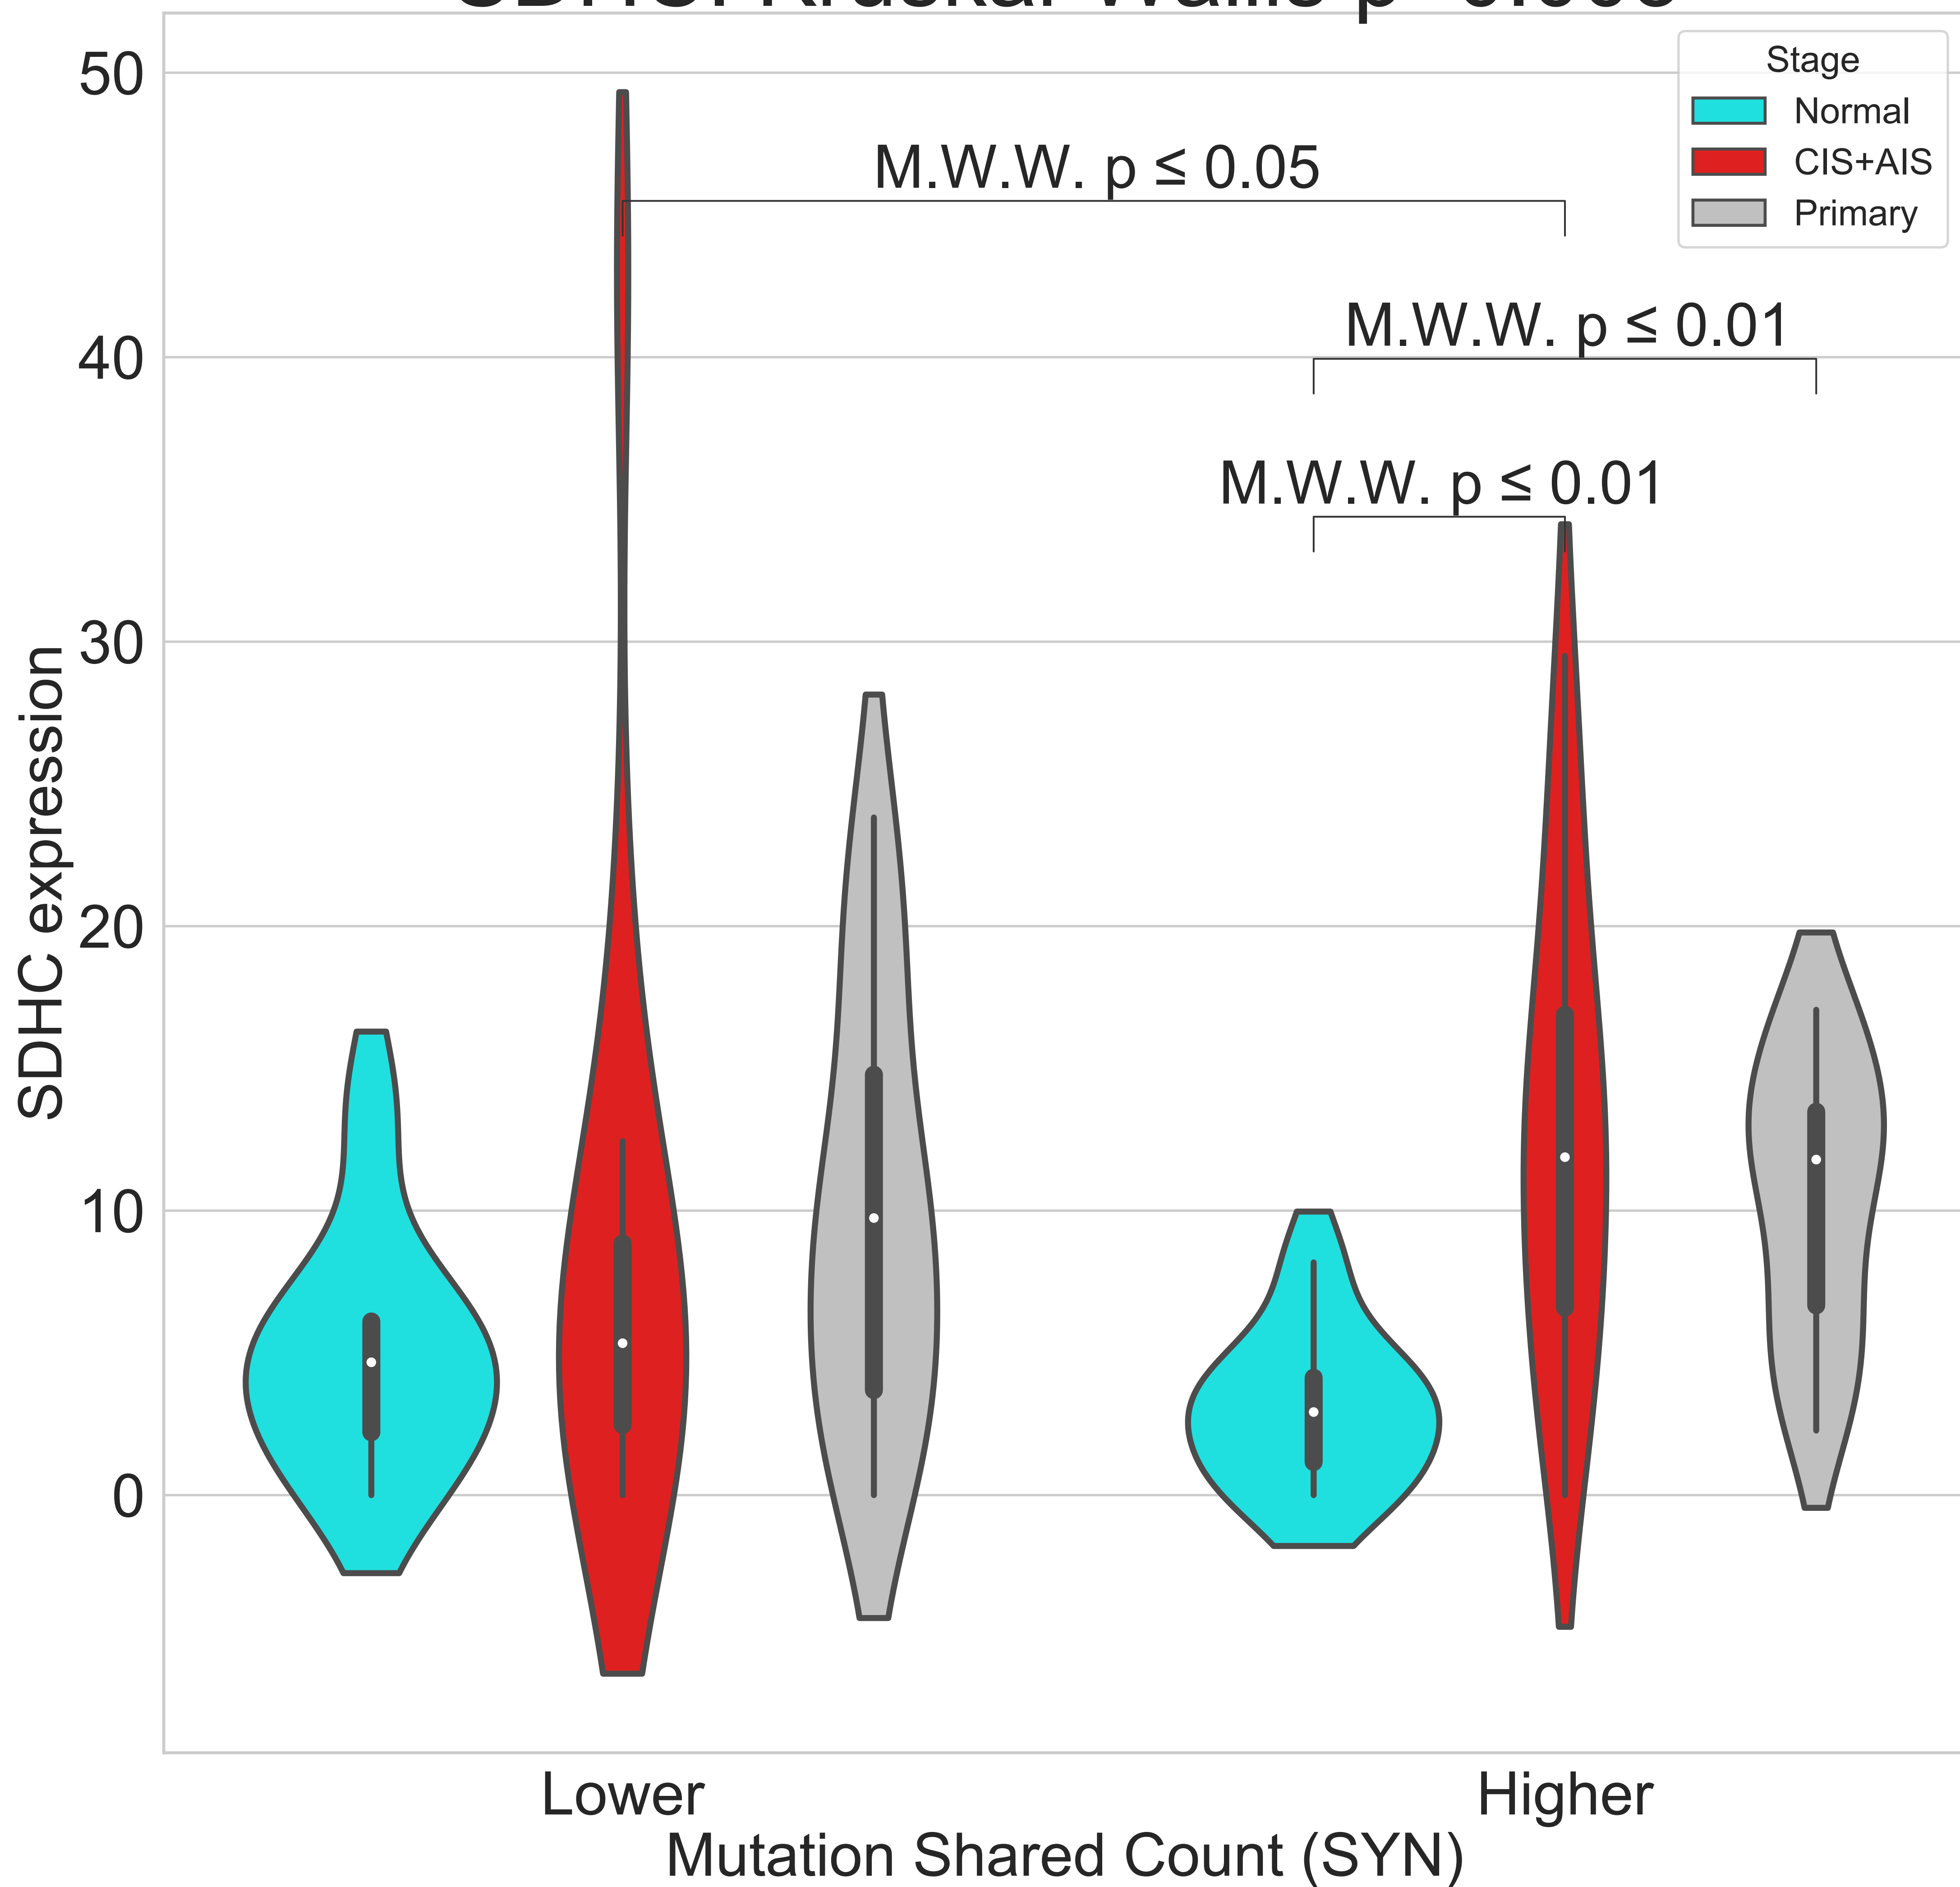 50
40
30
20
10
0
SDHC expression
Stage
Normal
CIS+AIS
Primary
M.W.W. p ≤ 0.05
M.W.W. p ≤ 0.01
M.W.W. p ≤ 0.01
Lower
Higher
Mutation Shared Count (SYN)